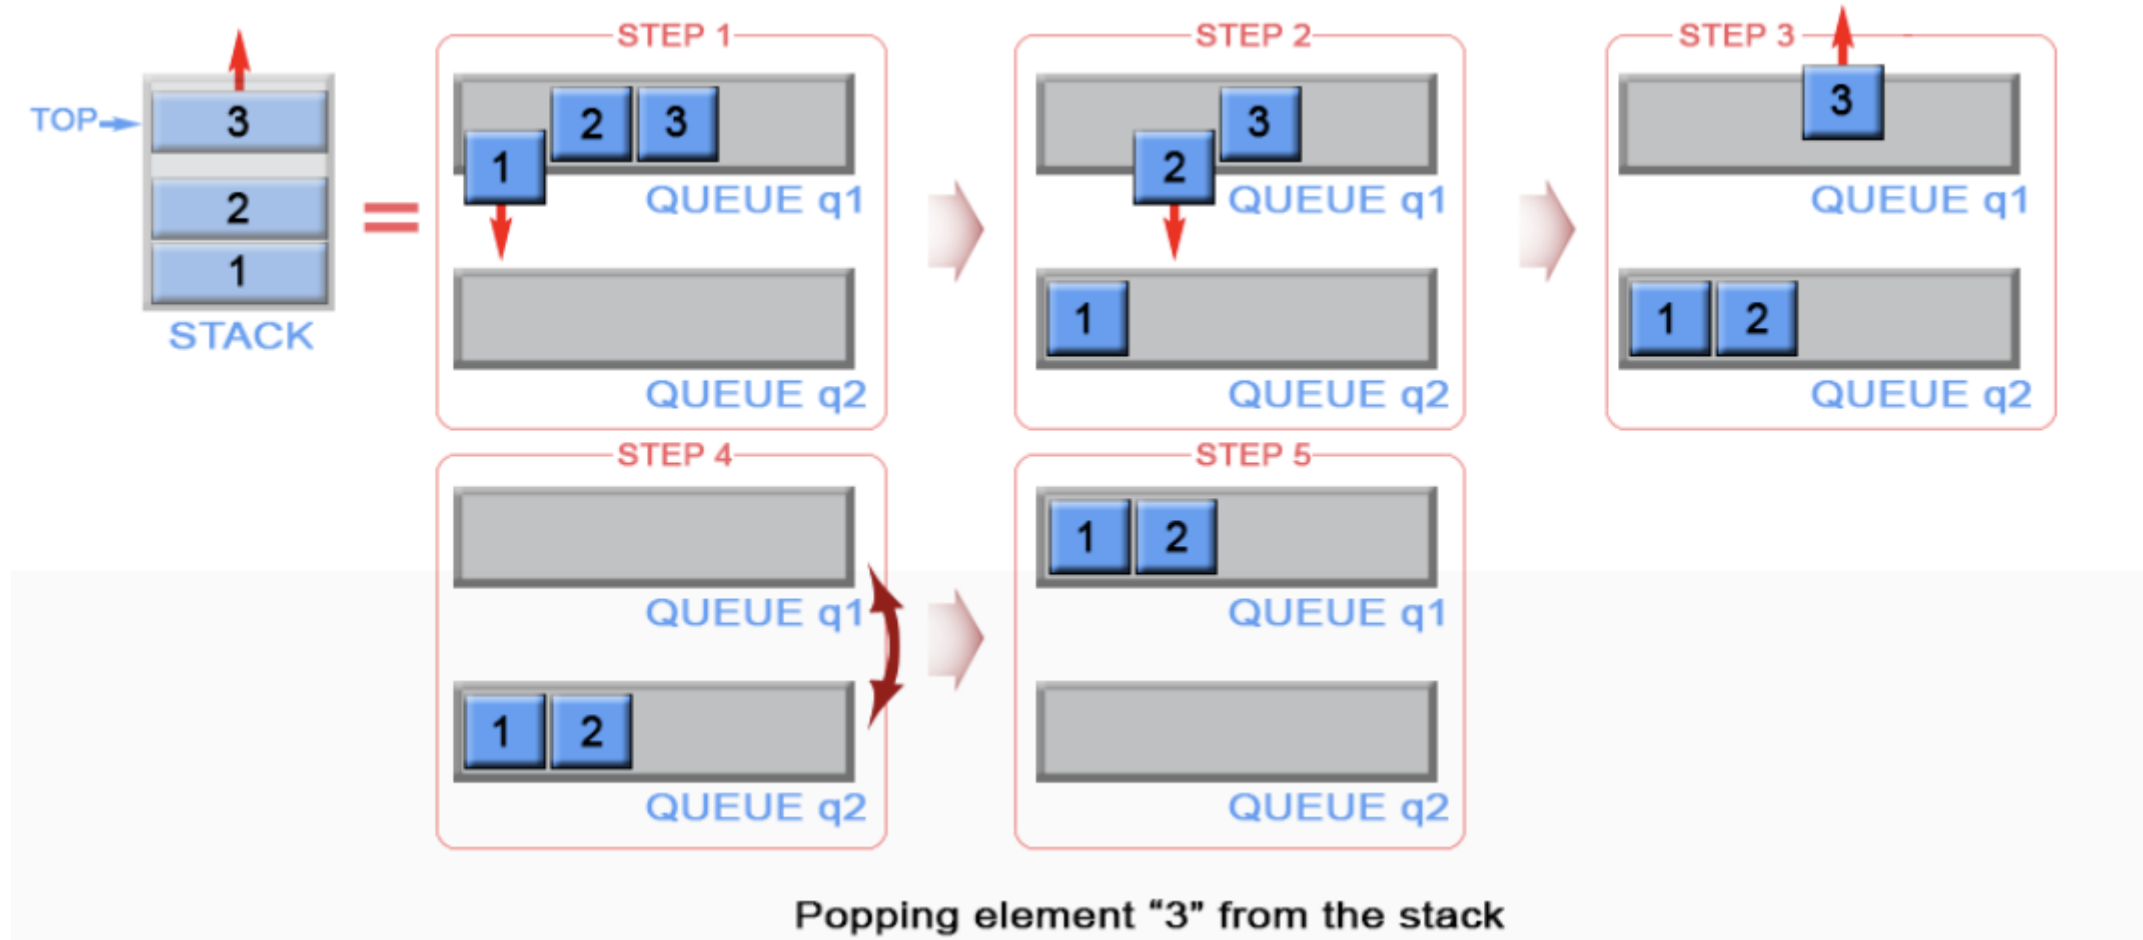 TOP
3
2
1
STACK
=
STEP 1
1 2 3
QUEUE q1
QUEUE q2
STEP 2
2 3
QUEUE q1
1
QUEUE q2
STEP 3
3
QUEUE q1
1 2
QUEUE q2
STEP 4
QUEUE q1
1 2
QUEUE q2
STEP 5
1 2
QUEUE q1
QUEUE q2
Popping element “3” from the stack